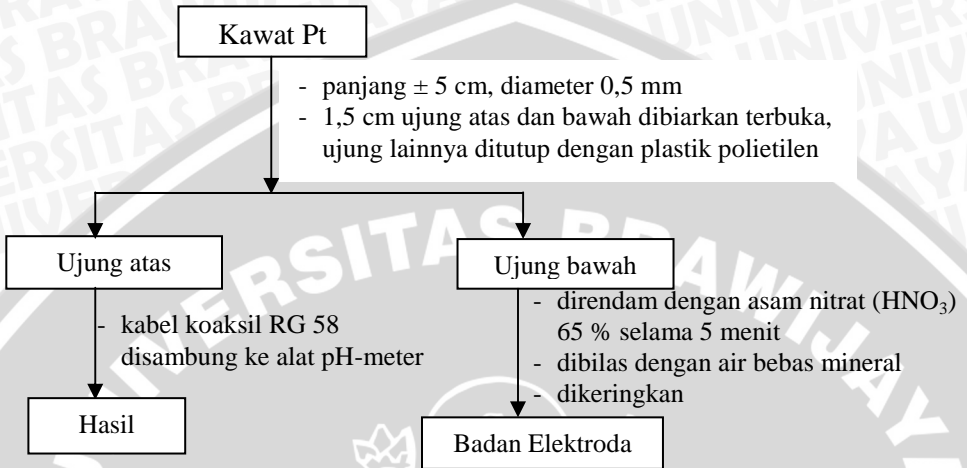 Kawat Pt
- panjang ± 5 cm, diameter 0,5 mm
- 1,5 cm ujung atas dan bawah dibiarkan terbuka,
ujung lainnya ditutup dengan plastik polietilen
Ujung atas
- kabel koaksil RG 58
disambung ke alat pH-meter
Hasil
Ujung bawah
- direndam dengan asam nitrat (HNO₃)
65 % selama 5 menit
- dibilas dengan air bebas mineral
- dikeringkan
Badan Elektroda
UNIVERSITAS BRAWIJAYA